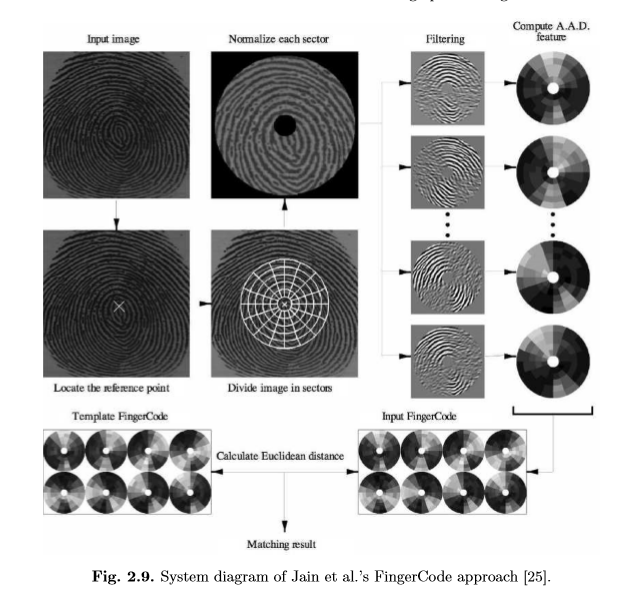 Input image
Normalize each sector
Filtering
Compute A.A.D.
feature
Locate the reference point
Divide image in sectors
Template FingerCode
Input FingerCode
Calculate Euclidean distance
Matching result
Fig. 2.9. System diagram of Jain et al.'s FingerCode approach [25].